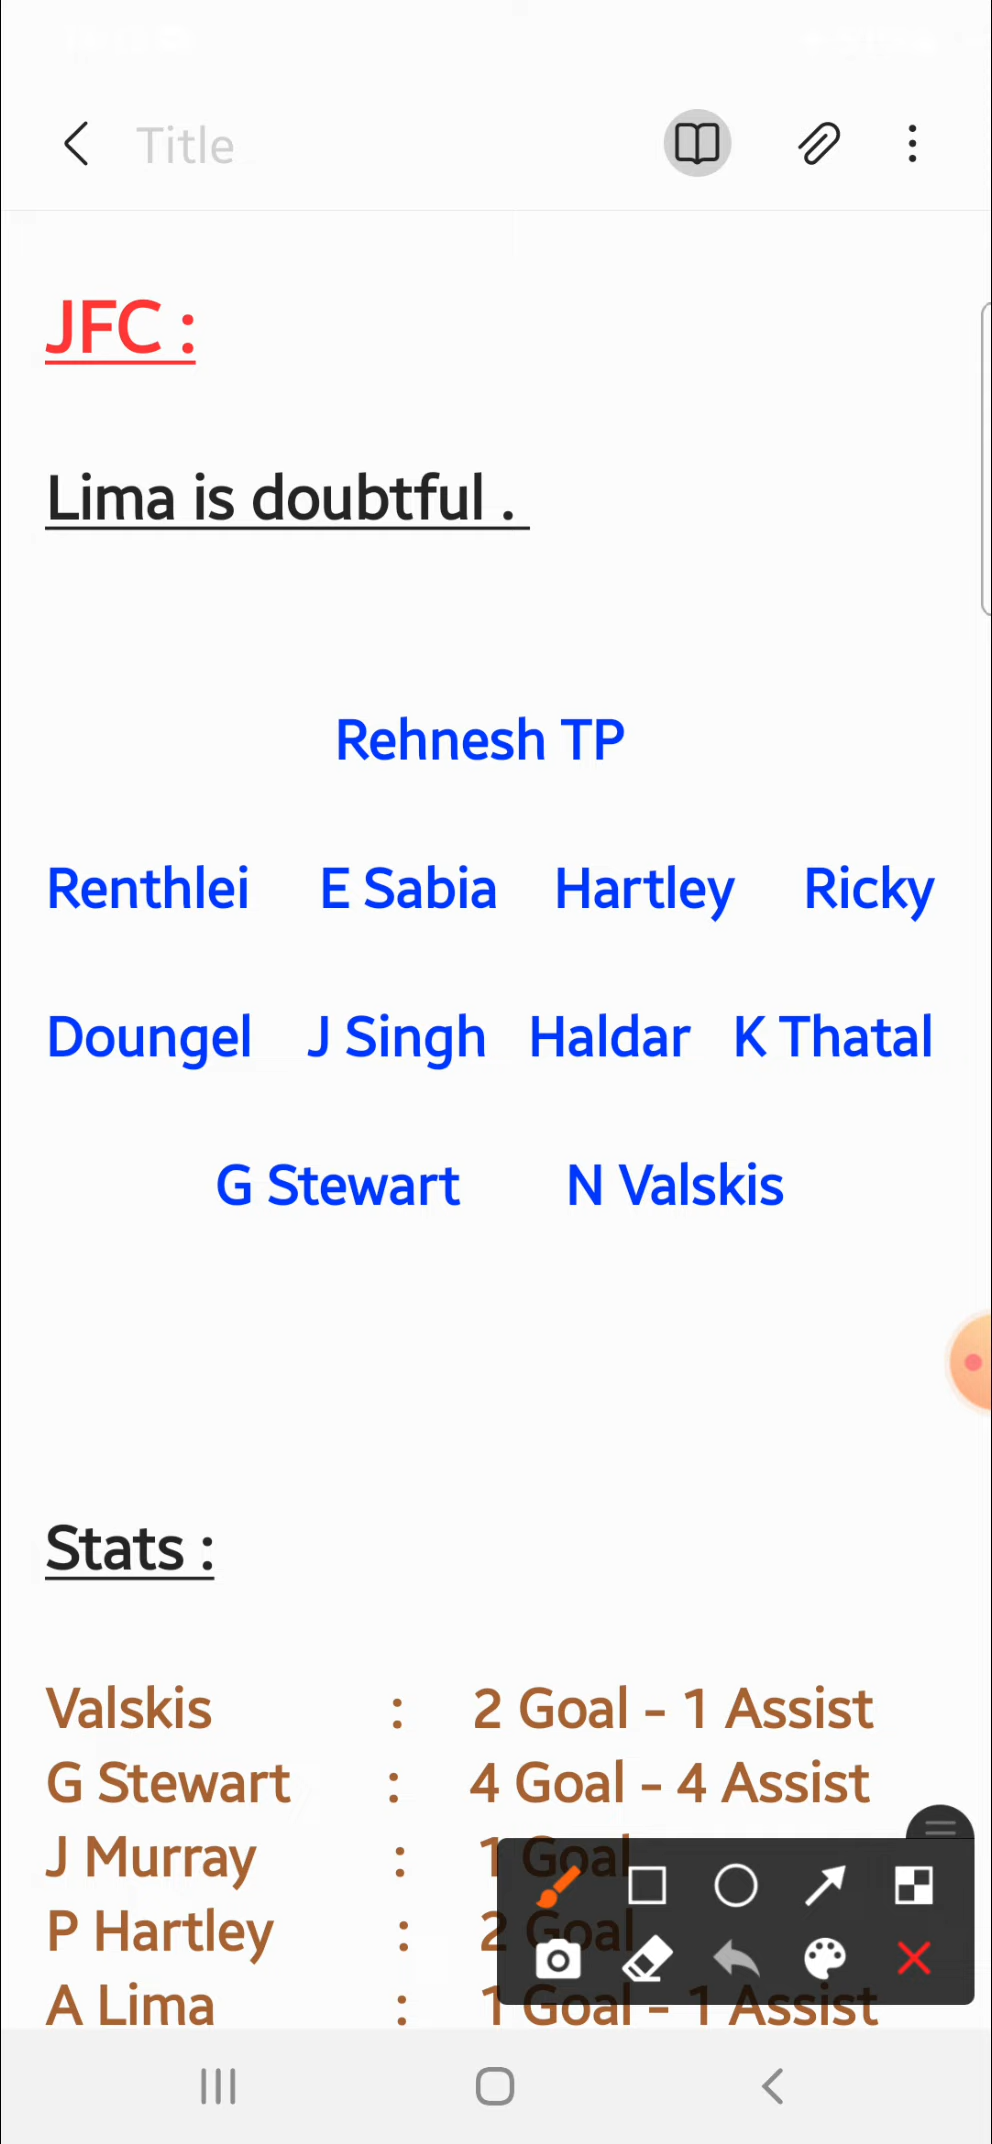 Title
JFC :
Lima is doubtful .
Rehnesh TP
Renthlei E Sabia Hartley Ricky
Doungel J Singh Haldar K Thatal
G Stewart N Valskis
Stats :
Valskis : 2 Goal - 1 Assist
G Stewart : 4 Goal - 4 Assist
J Murray : 1 Goal
P Hartley : 2 Goal
A Lima : 1 Goal - 1 Assist